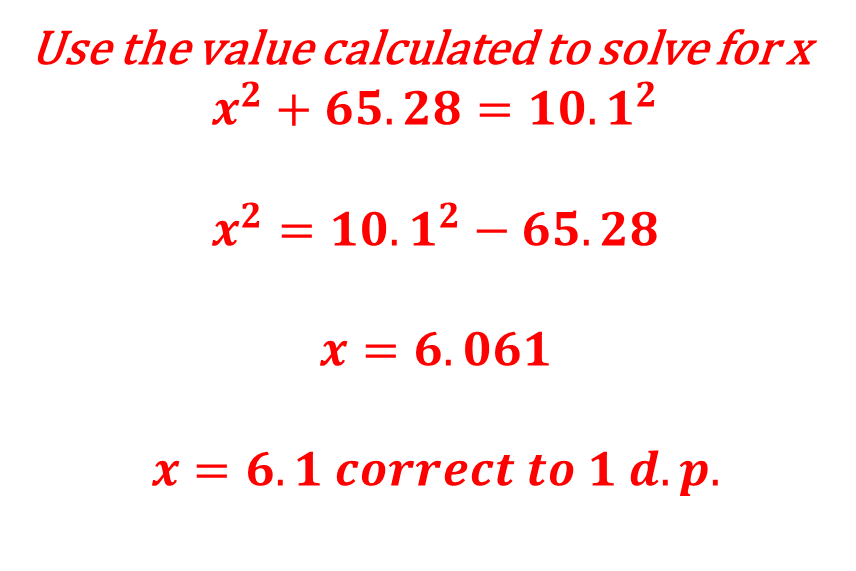 Use the value calculated to solve for x
x² + 65.28 = 10.1²
x² = 10.1² − 65.28
x = 6.061
x = 6.1 correct to 1 d.p.